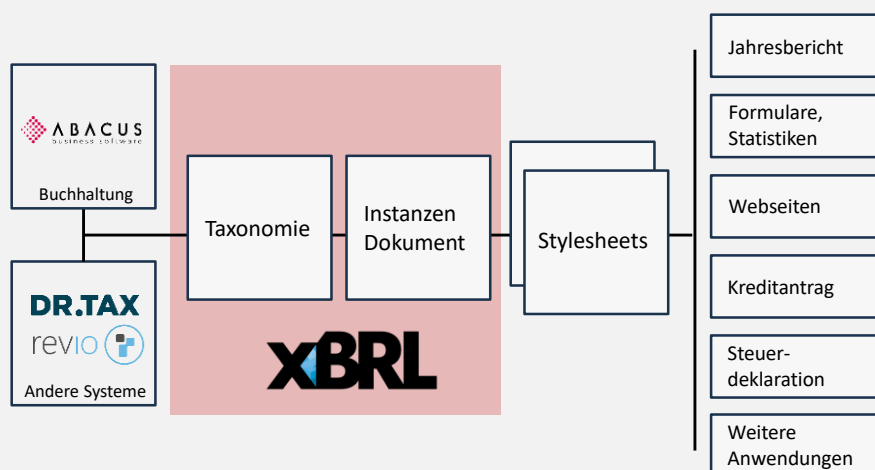 ABACUS
business software
Buchhaltung
DR.TAX
revio
Andere Systeme
Taxonomie
Instanzen
Dokument
XBRL
Stylesheets
Jahresbericht
Formulare,
Statistiken
Webseiten
Kreditantrag
Steuer-
deklaration
Weitere
Anwendungen